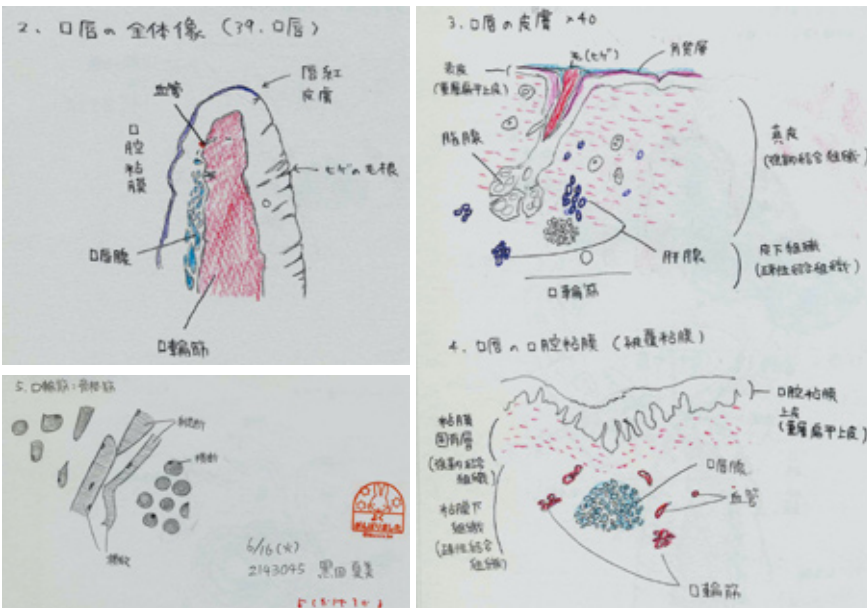 2. 口唇の全体像 (39. 口唇)
血管
唇紅
皮膚
口腔粘膜
ヒゲの毛根
口唇腺
口輪筋
5. 口輪筋:骨格筋
縦断
横断
6/16(火)
2143045 黒田
3. 口唇の皮膚 ×40
毛(ヒゲ)
角質層
表皮
(重層扁平上皮)
脂腺
真皮
(強靭結合組織)
汗腺
皮下組織
(疎性結合組織)
口輪筋
4. 口唇の口腔粘膜 (被覆粘膜)
口腔粘膜
上皮
(重層扁平上皮)
粘膜
固有層
(強靭結合
組織)
口唇腺
血管
粘膜下
組織
(疎性結合
組織)
口輪筋